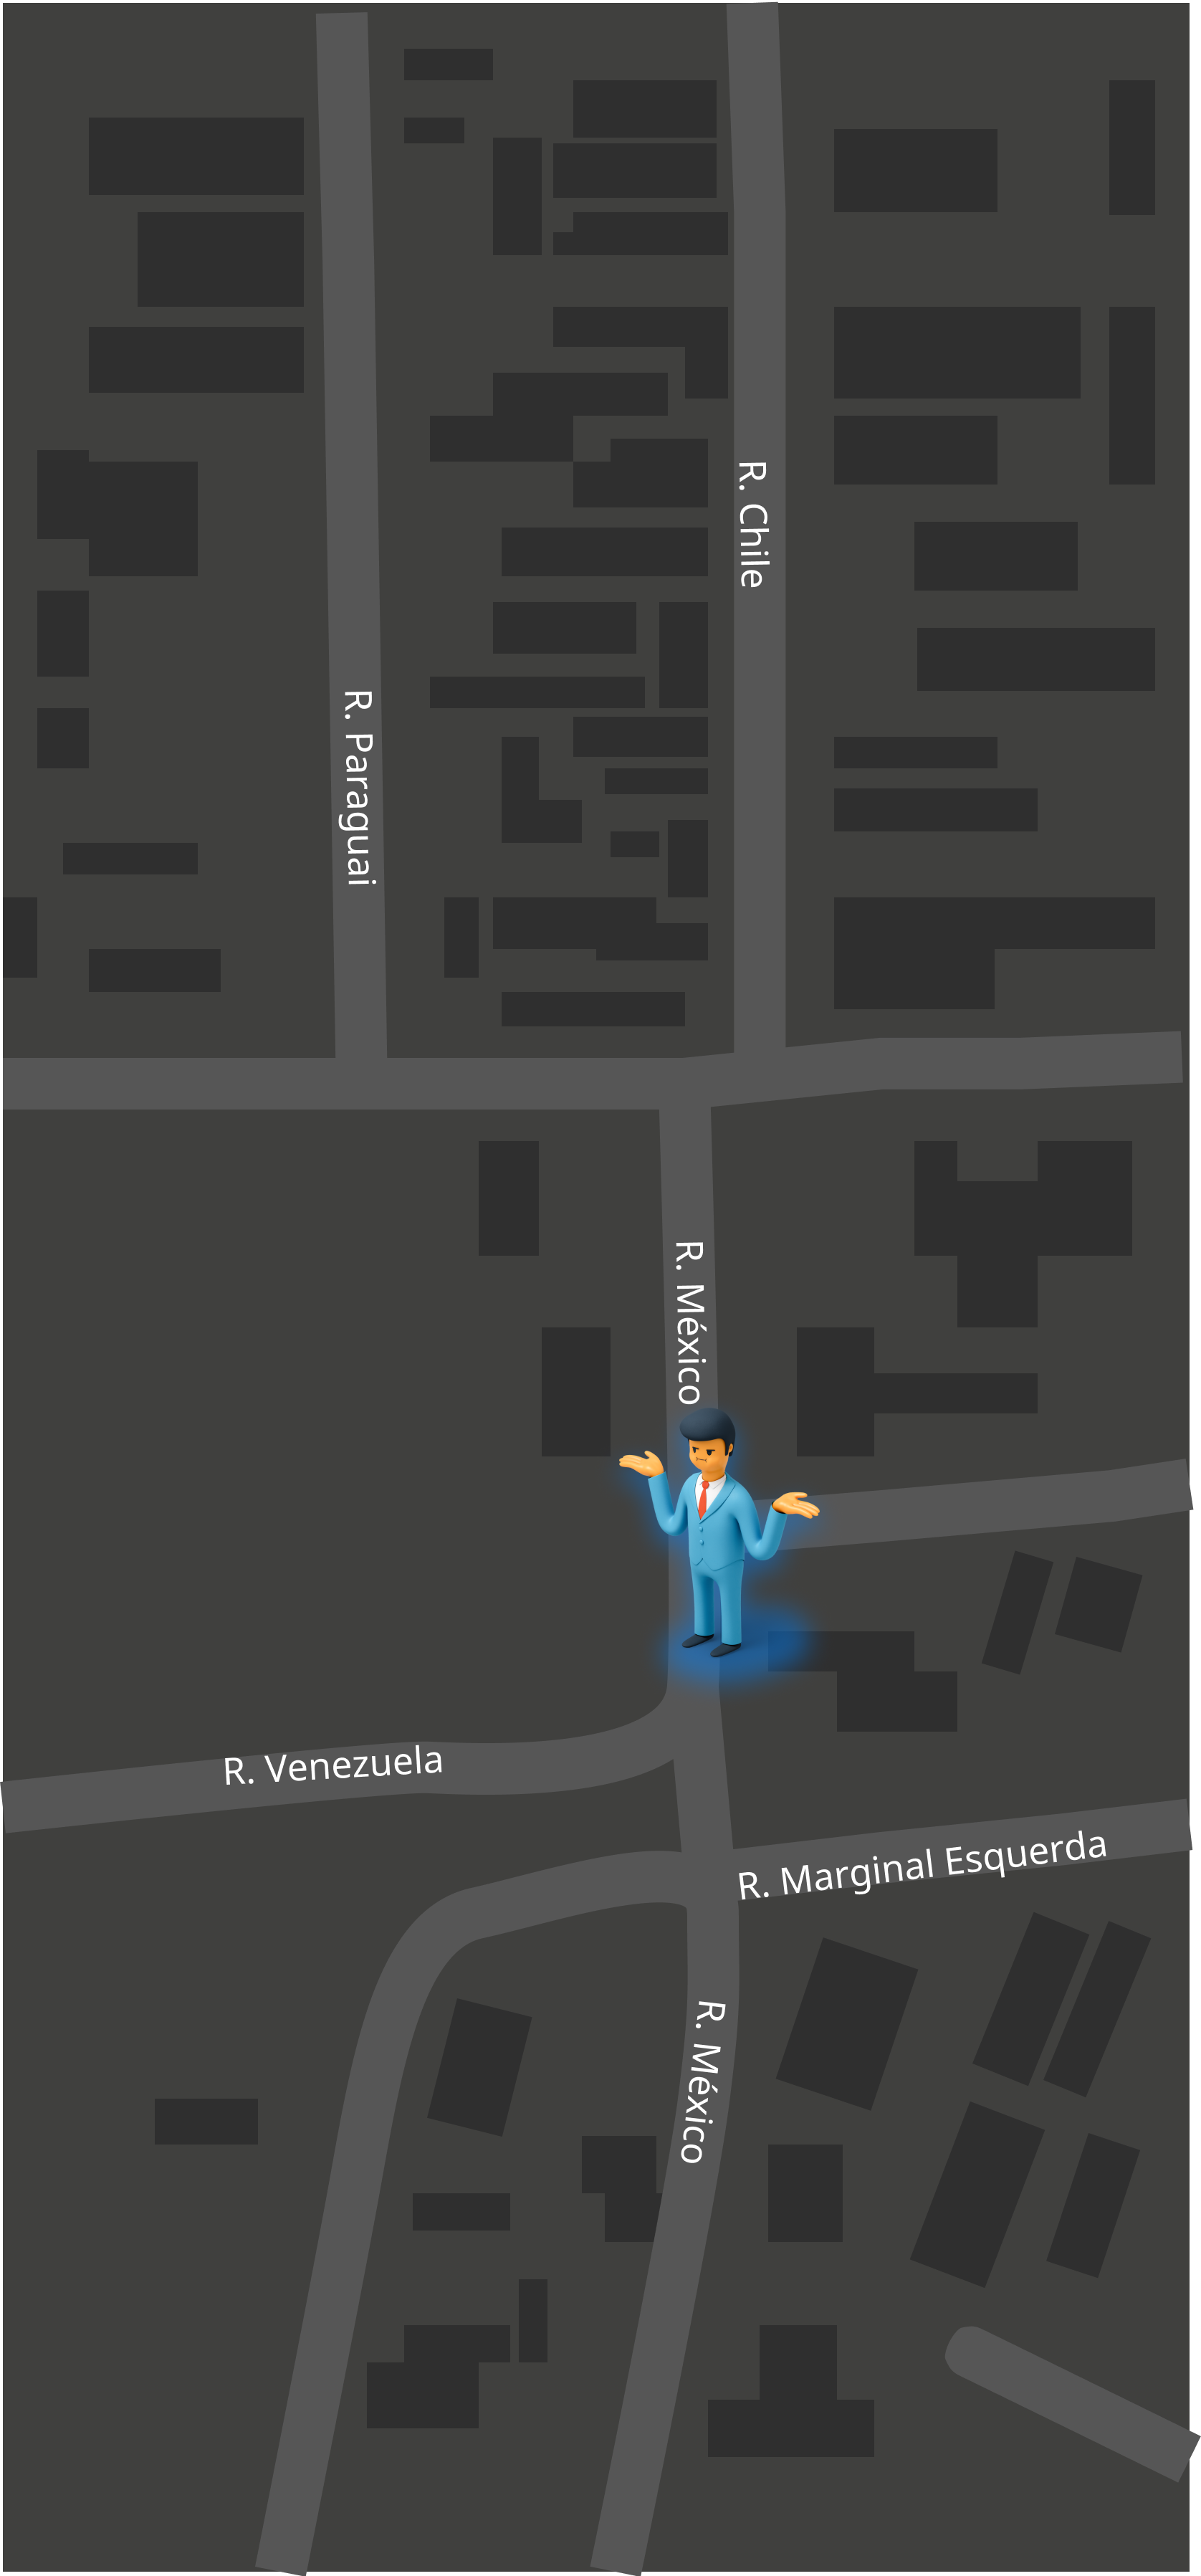 R. Chile
R. Paraguai
R. México
R. Venezuela
R. Marginal Esquerda
R. México